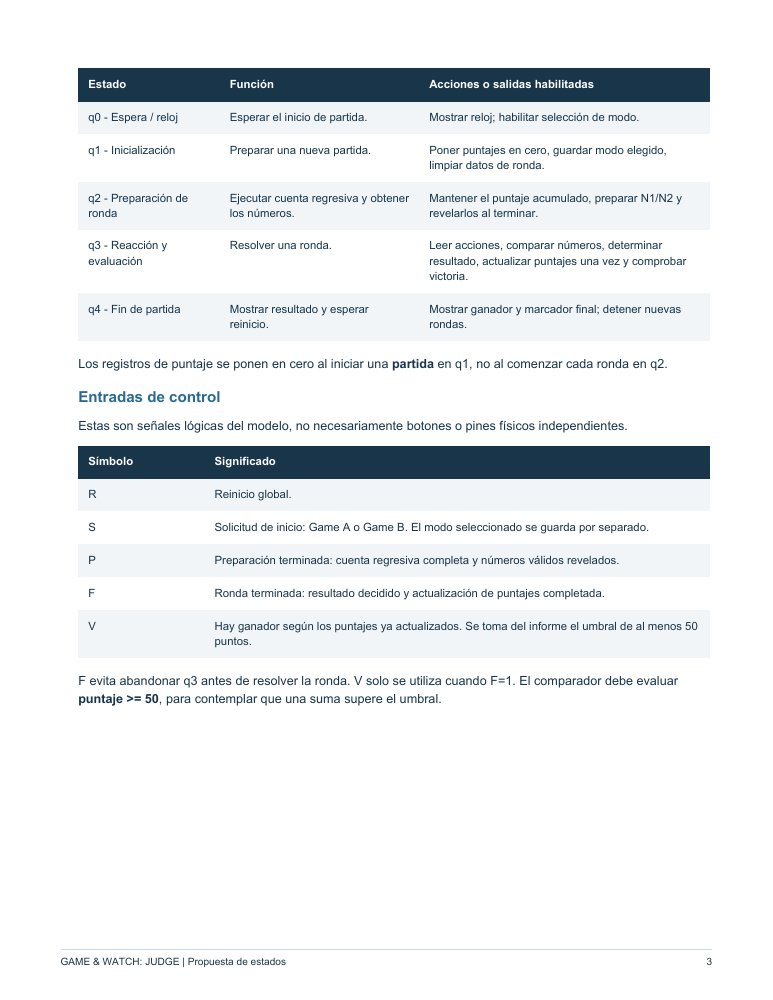 Estado Función Acciones o salidas habilitadas
q0 - Espera / reloj Esperar el inicio de partida. Mostrar reloj; habilitar selección de modo.
q1 - Inicialización Preparar una nueva partida. Poner puntajes en cero, guardar modo elegido,
limpiar datos de ronda.
q2 - Preparación de Ejecutar cuenta regresiva y obtener Mantener el puntaje acumulado, preparar N1/N2 y
ronda los números. revelarlos al terminar.
q3 - Reacción y Resolver una ronda. Leer acciones, comparar números, determinar
evaluación resultado, actualizar puntajes una vez y comprobar
victoria.
q4 - Fin de partida Mostrar resultado y esperar Mostrar ganador y marcador final; detener nuevas
reinicio. rondas.
Los registros de puntaje se ponen en cero al iniciar una partida en q1, no al comenzar cada ronda en q2.
Entradas de control
Estas son señales lógicas del modelo, no necesariamente botones o pines físicos independientes.
Símbolo Significado
R Reinicio global.
S Solicitud de inicio: Game A o Game B. El modo seleccionado se guarda por separado.
P Preparación terminada: cuenta regresiva completa y números válidos revelados.
F Ronda terminada: resultado decidido y actualización de puntajes completada.
V Hay ganador según los puntajes ya actualizados. Se toma del informe el umbral de al menos 50
puntos.
F evita abandonar q3 antes de resolver la ronda. V solo se utiliza cuando F=1. El comparador debe evaluar
puntaje >= 50, para contemplar que una suma supere el umbral.
GAME & WATCH: JUDGE | Propuesta de estados 3